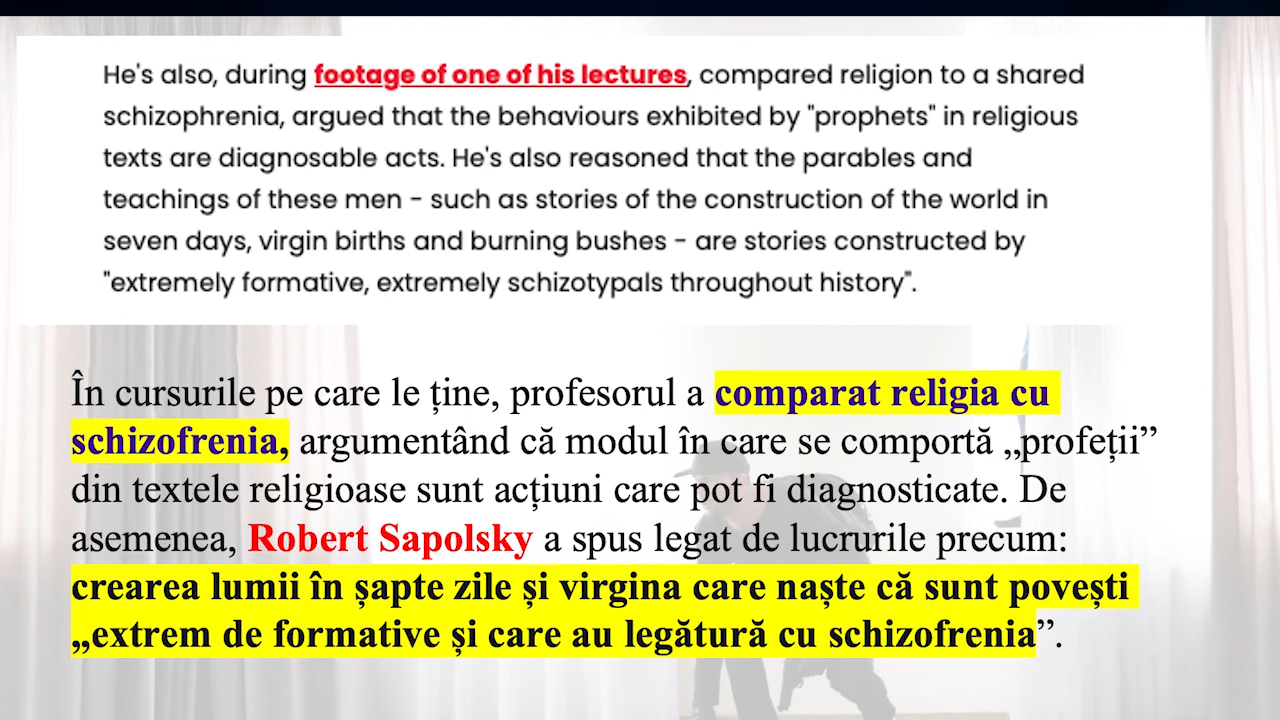 He's also, during footage of one of his lectures, compared religion to a shared
schizophrenia, argued that the behaviours exhibited by "prophets" in religious
texts are diagnosable acts. He's also reasoned that the parables and
teachings of these men - such as stories of the construction of the world in
seven days, virgin births and burning bushes - are stories constructed by
"extremely formative, extremely schizotypals throughout history".
În cursurile pe care le ține, profesorul a comparat religia cu
schizofrenia, argumentând că modul în care se comportă „profeții”
din textele religioase sunt acțiuni care pot fi diagnosticate. De
asemenea, Robert Sapolsky a spus legat de lucrurile precum:
crearea lumii în șapte zile și virgina care naște că sunt povești
„extrem de formative și care au legătură cu schizofrenia”.